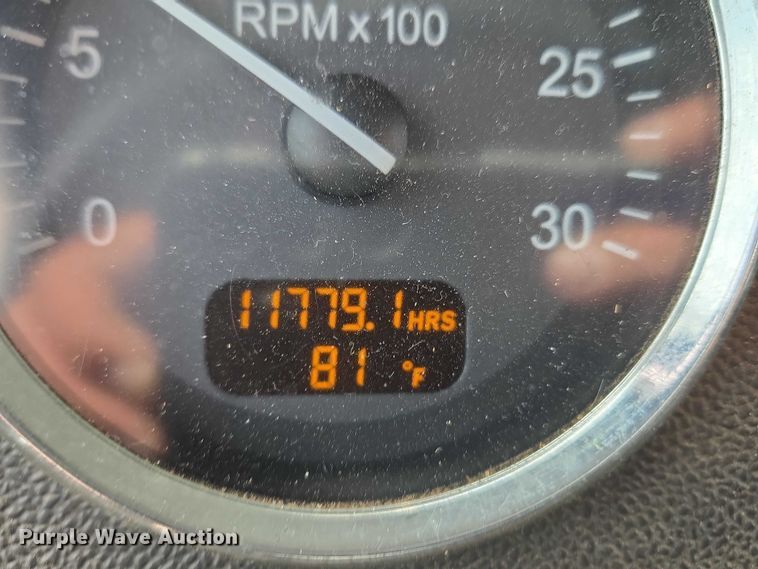 RPM x 100
5
25
0
30
11779.1 HRS
81 °F
Purple Wave Auction